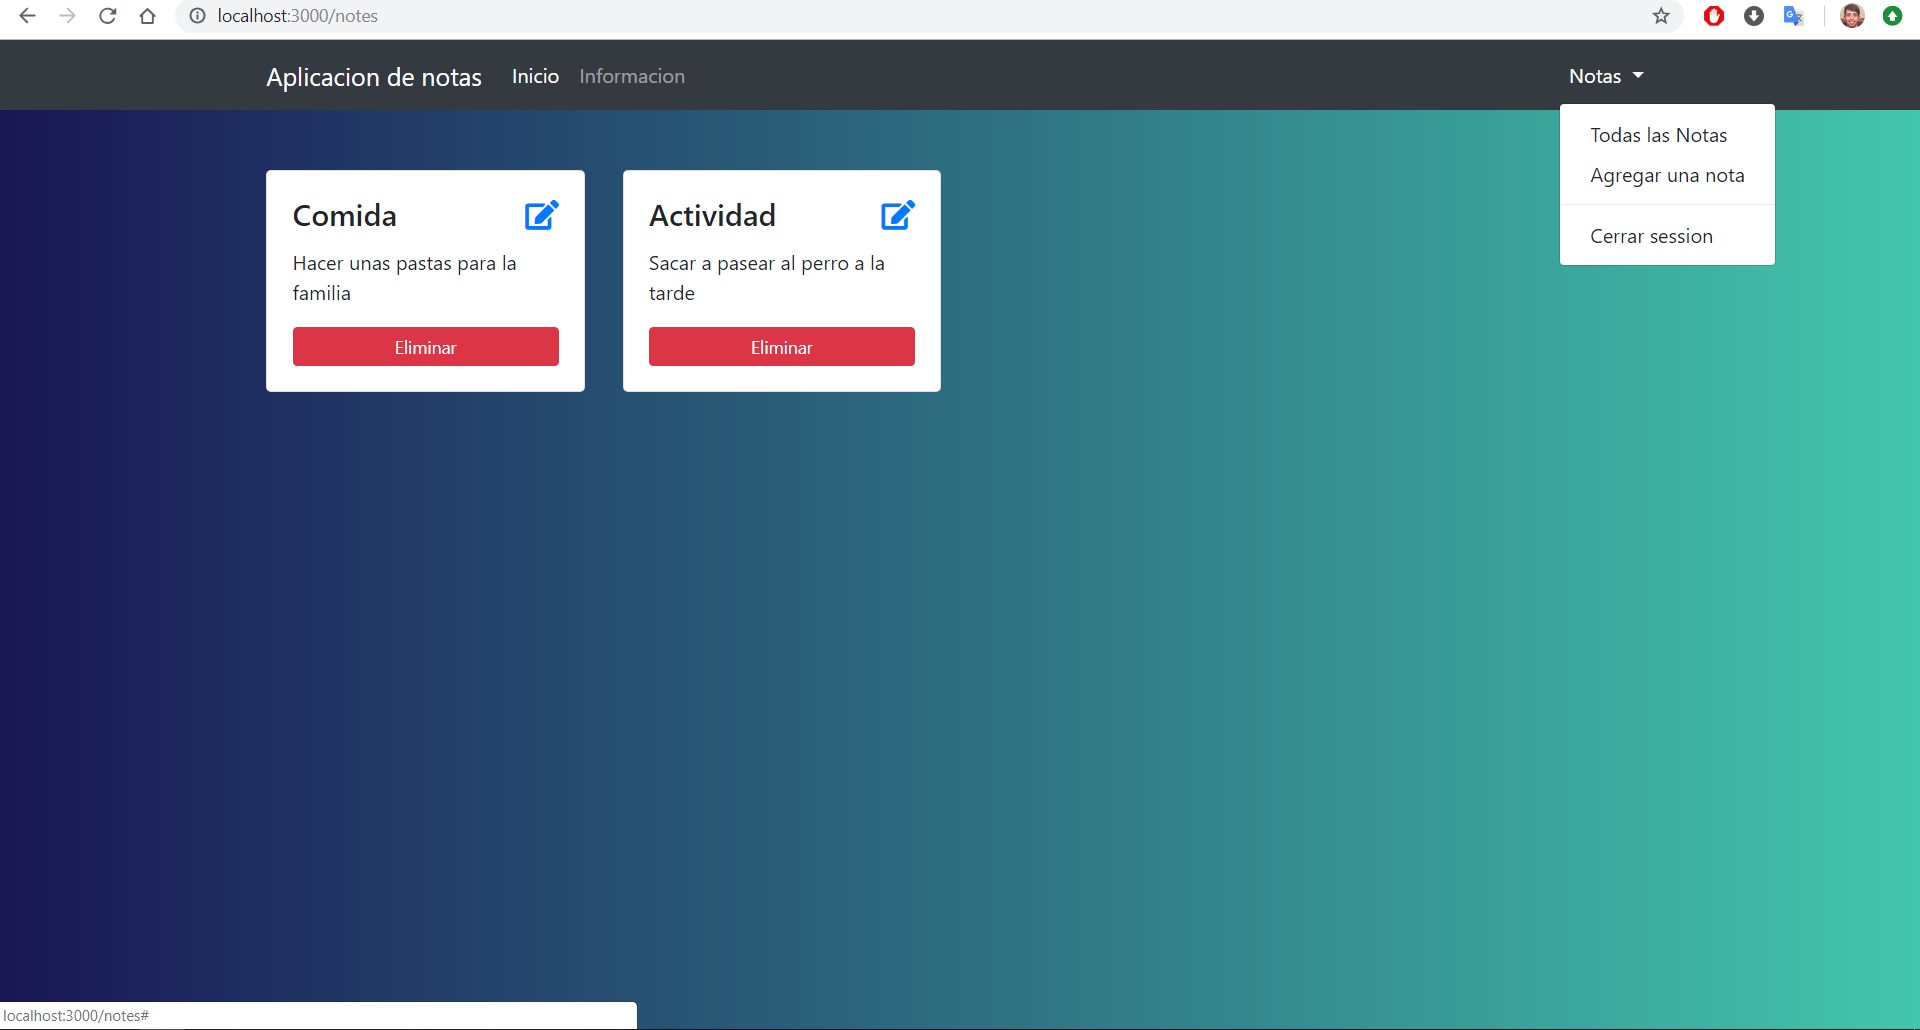 localhost:3000/notes
Aplicacion de notas
Inicio
Informacion
Notas
Todas las Notas
Agregar una nota
Cerrar session
Comida
Hacer unas pastas para la
familia
Eliminar
Actividad
Sacar a pasear al perro a la
tarde
Eliminar
localhost:3000/notes#